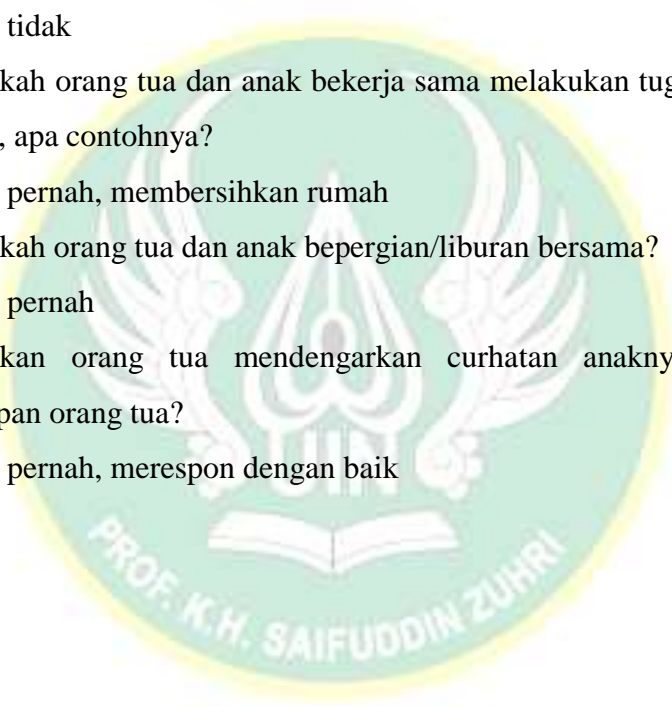 tidak
kah orang tua dan anak bekerja sama melakukan tug
, apa contohnya?
pernah, membersihkan rumah
kah orang tua dan anak bepergian/liburan bersama?
pernah
kan orang tua mendengarkan curhatan anakny
pan orang tua?
pernah, merespon dengan baik
UIN
PROF. K.H. SAIFUDDIN ZUHRI